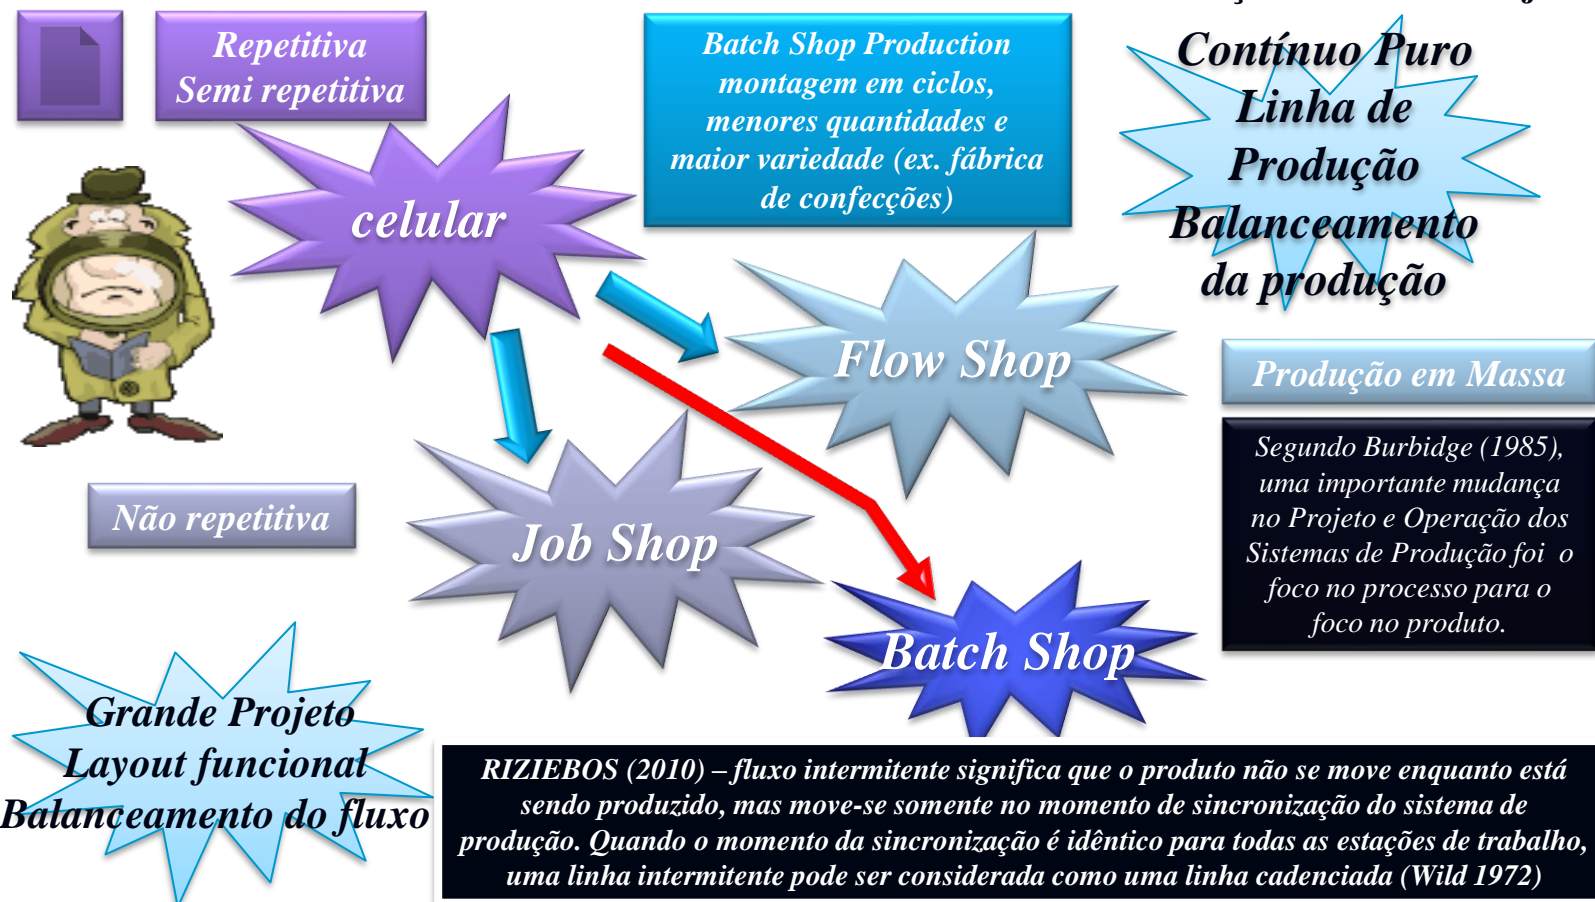 Repetitiva
Semi repetitiva
Batch Shop Production
montagem em ciclos,
menores quantidades e
maior variedade (ex. fábrica
de confecções)
Contínuo Puro
Linha de
Produção
Balanceamento
da produção
celular
Flow Shop
Produção em Massa
Segundo Burbidge (1985),
uma importante mudança
no Projeto e Operação dos
Sistemas de Produção foi o
foco no processo para o
foco no produto.
Não repetitiva
Job Shop
Batch Shop
Grande Projeto
Layout funcional
Balanceamento do fluxo
RIZIEBOS (2010) – fluxo intermitente significa que o produto não se move enquanto está
sendo produzido, mas move-se somente no momento de sincronização do sistema de
produção. Quando o momento da sincronização é idêntico para todas as estações de trabalho,
uma linha intermitente pode ser considerada como uma linha cadenciada (Wild 1972)